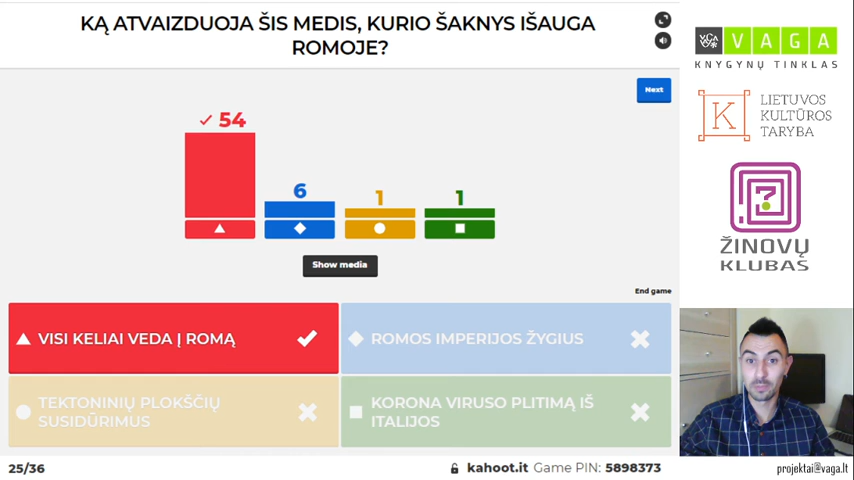 KĄ ATVAIZDUOJA ŠIS MEDIS, KURIO ŠAKNYS IŠAUGA
ROMOJE?
Next
54
6
1
1
Show media
End game
VISI KELIAI VEDA Į ROMĄ
ROMOS IMPERIJOS ŽYGIUS
TEKTONINIŲ PLOKŠČIŲ
SUSIDŪRIMUS
KORONA VIRUSO PLITIMĄ IŠ
ITALIJOS
25/36
kahoot.it Game PIN: 5898373
VAGA
KNYGYNŲ TINKLAS
K
LIETUVOS
KULTŪROS
TARYBA
?
ŽINOVŲ
KLUBAS
projektai@vaga.lt